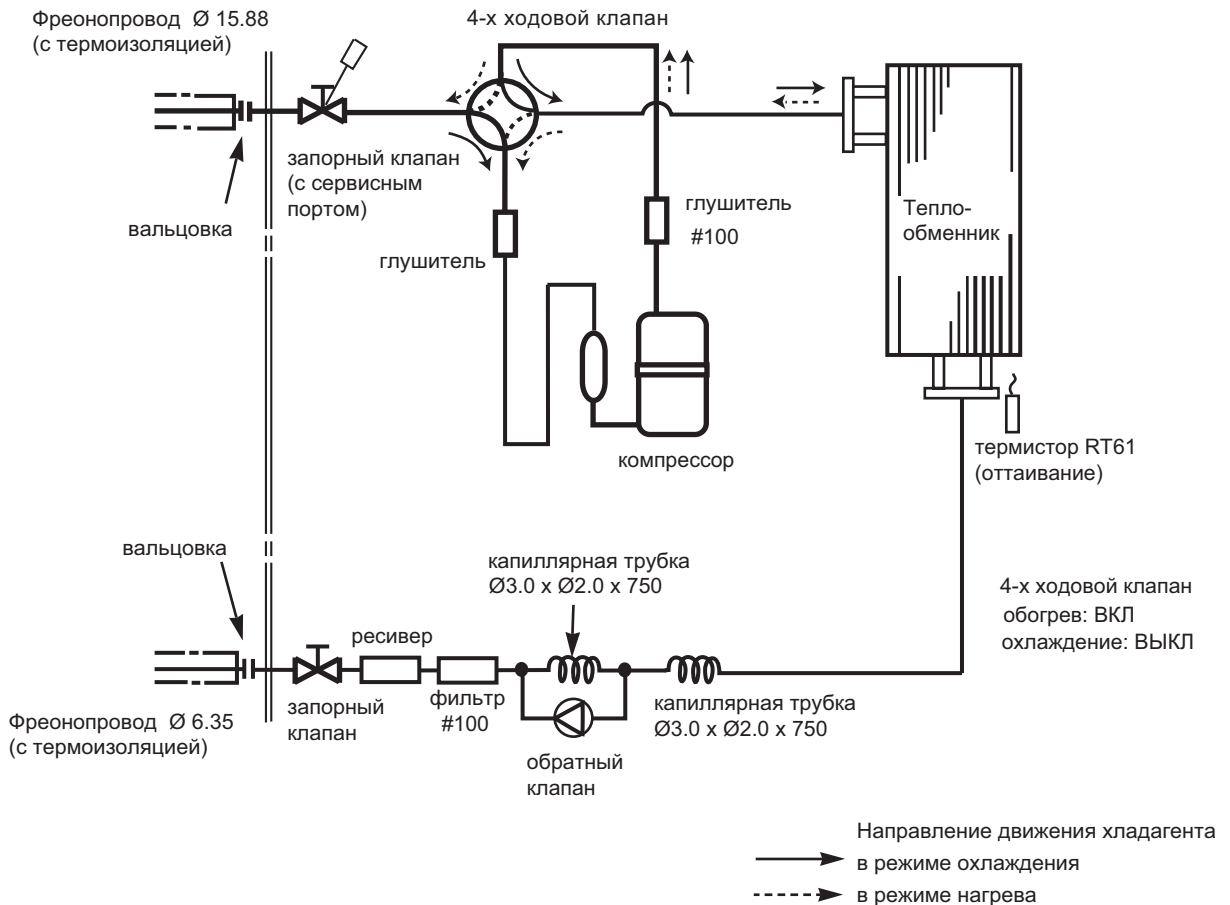 Фреонопровод Ø 15.88
(с термоизоляцией)
4-х ходовой клапан
запорный клапан
(с сервисным
портом)
вальцовка
глушитель
глушитель
#100
Тепло-
обменник
компрессор
термистор RT61
(оттаивание)
вальцовка
капиллярная трубка
Ø3.0 x Ø2.0 x 750
4-х ходовой клапан
обогрев: ВКЛ
охлаждение: ВЫКЛ
ресивер
Фреонопровод Ø 6.35
(с термоизоляцией)
запорный
клапан
фильтр
#100
обратный
клапан
капиллярная трубка
Ø3.0 x Ø2.0 x 750
Направление движения хладагента
в режиме охлаждения
в режиме нагрева